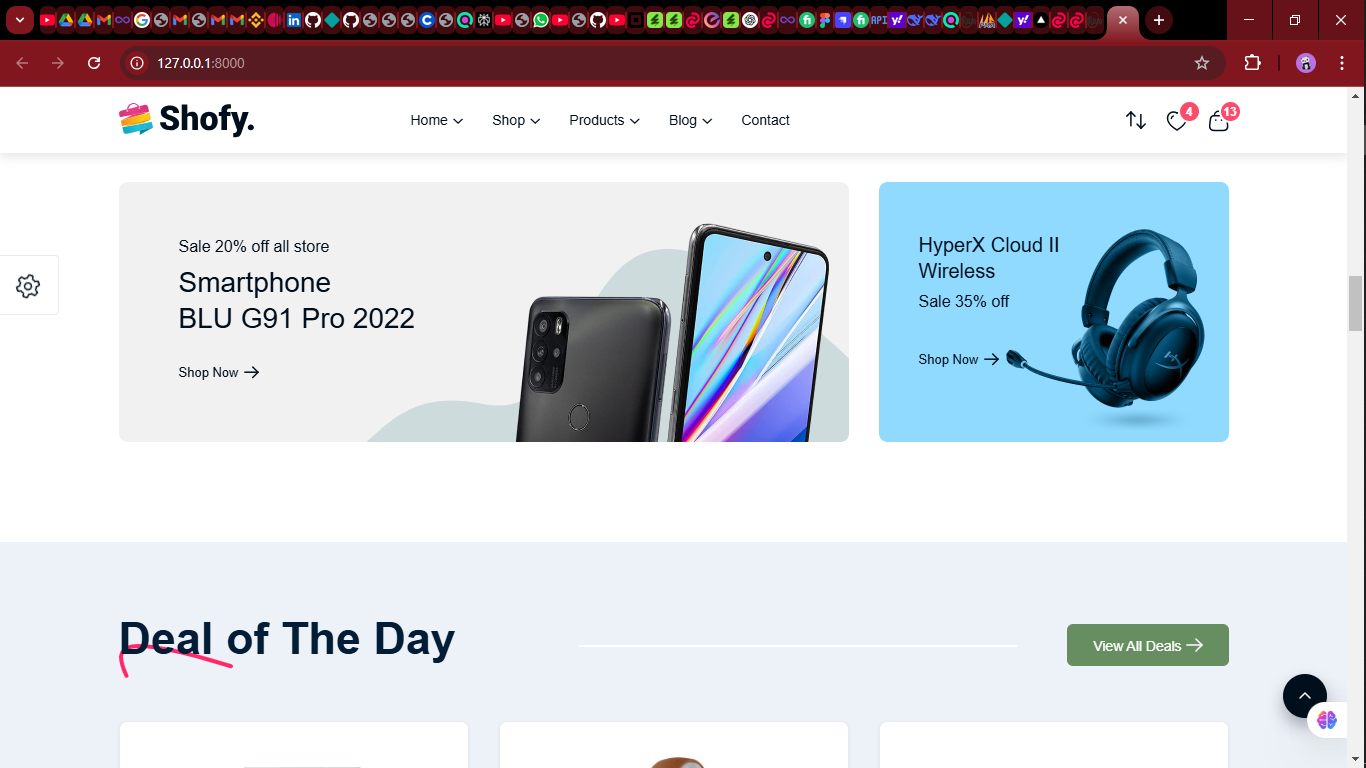 127.0.0.1:8000
Shofy.
Home
Shop
Products
Blog
Contact
4
13
Sale 20% off all store
Smartphone
BLU G91 Pro 2022
Shop Now
HyperX Cloud II
Wireless
Sale 35% off
Shop Now
Deal of The Day
View All Deals